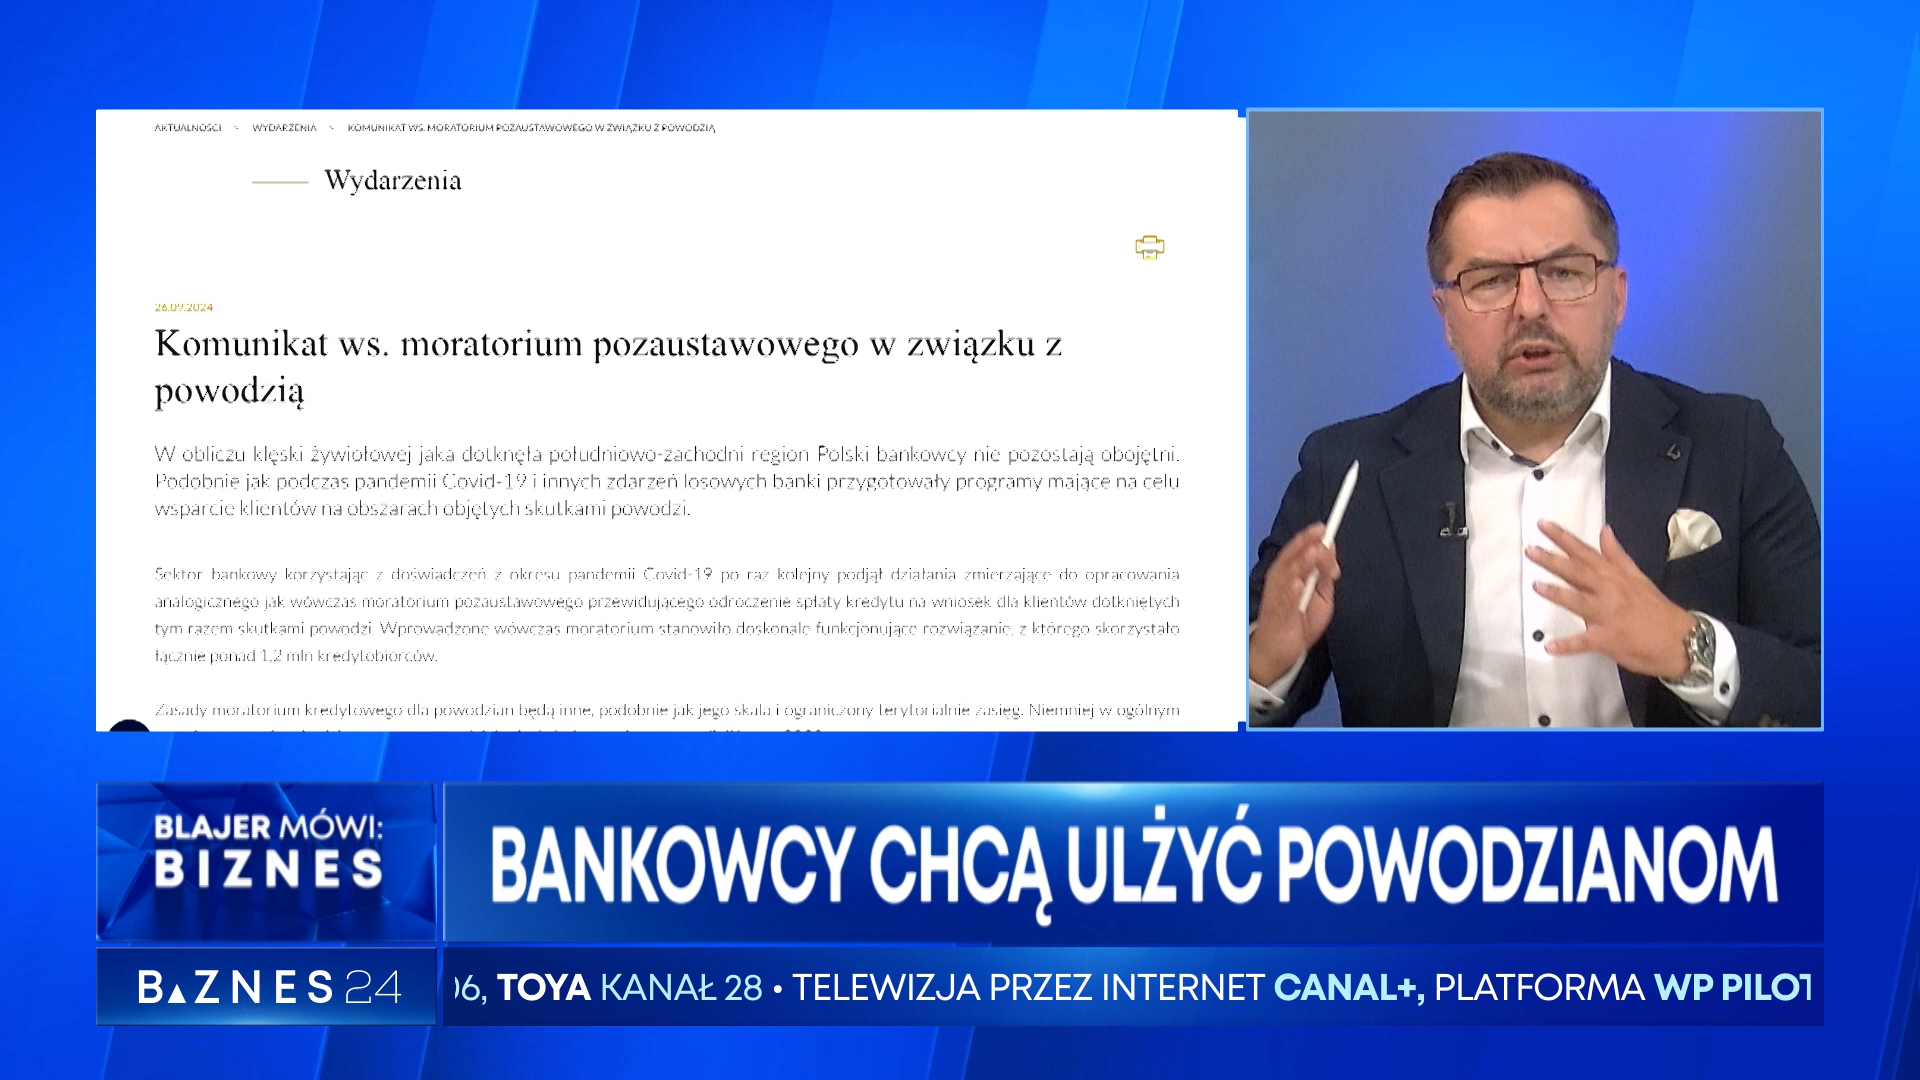 AKTUALNOŚCI > WYDARZENIA > KOMUNIKAT WS. MORATORIUM POZAUSTAWOWEGO W ZWIĄZKU Z POWODZIĄ
Wydarzenia
26.09.2024
Komunikat ws. moratorium pozaustawowego w związku z
powodzią
W obliczu klęski żywiołowej jaka dotknęła południowo-zachodni region Polski bankowcy nie pozostają obojętni.
Podobnie jak podczas pandemii Covid-19 i innych zdarzeń losowych banki przygotowały programy mające na celu
wsparcie klientów na obszarach objętych skutkami powodzi.
Sektor bankowy korzystając z doświadczeń z okresu pandemii Covid-19 po raz kolejny podjął działania zmierzające do opracowania
analogicznego jak wówczas moratorium pozaustawowego przewidującego odroczenie spłaty kredytu na wniosek dla klientów dotkniętych
tym razem skutkami powodzi. Wprowadzone wówczas moratorium stanowiło doskonale funkcjonujące rozwiązanie, z którego skorzystało
łącznie ponad 1,2 mln kredytobiorców.
Zasady moratorium kredytowego dla powodzian będą inne, podobnie jak jego skala i ograniczony terytorialnie zasięg. Niemniej w ogólnym
BLAJER MÓWI:
BIZNES
BANKOWCY CHCĄ ULŻYĆ POWODZIANOM
BIZNES24
06, TOYA KANAŁ 28 • TELEWIZJA PRZEZ INTERNET CANAL+, PLATFORMA WP PILOT